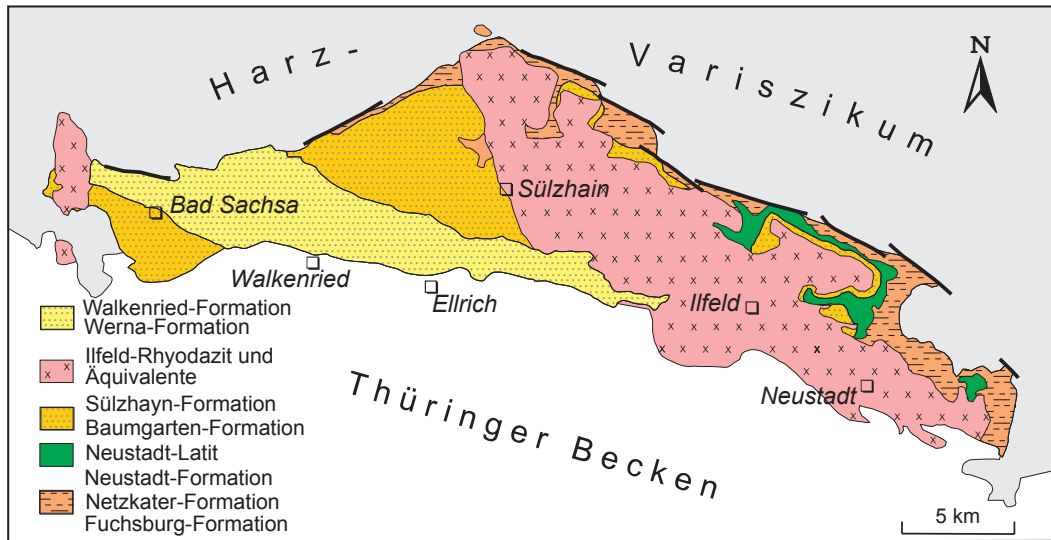 Harz-
Variszikum
N
Sülzhain
Bad Sachsa
Walkenried
Ellrich
Ilfeld
Neustadt
Thüringer Becken
Walkenried-Formation
Werna-Formation
Ilfeld-Rhyodazit und
Äquivalente
Sülzhayn-Formation
Baumgarten-Formation
Neustadt-Latit
Neustadt-Formation
Netzkater-Formation
Fuchsburg-Formation
5 km